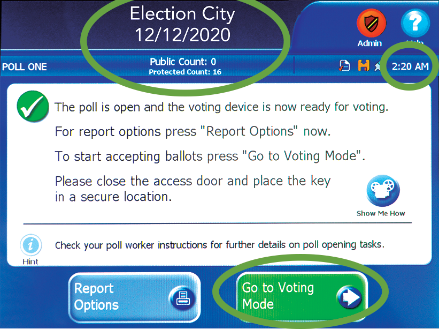 Election City
12/12/2020
Admin
Help
POLL ONE
Public Count: 0
Protected Count: 16
2:20 AM
The poll is open and the voting device is now ready for voting.
For report options press "Report Options" now.
To start accepting ballots press "Go to Voting Mode".
Please close the access door and place the key
in a secure location.
Show Me How
Hint
Check your poll worker instructions for further details on poll opening tasks.
Report
Options
Go to Voting
Mode